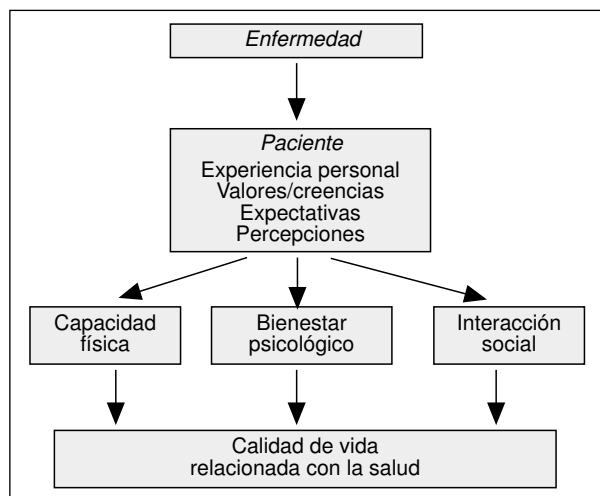 Enfermedad
Paciente
Experiencia personal
Valores/creencias
Expectativas
Percepciones
Capacidad
física
Bienestar
psicológico
Interacción
social
Calidad de vida
relacionada con la salud